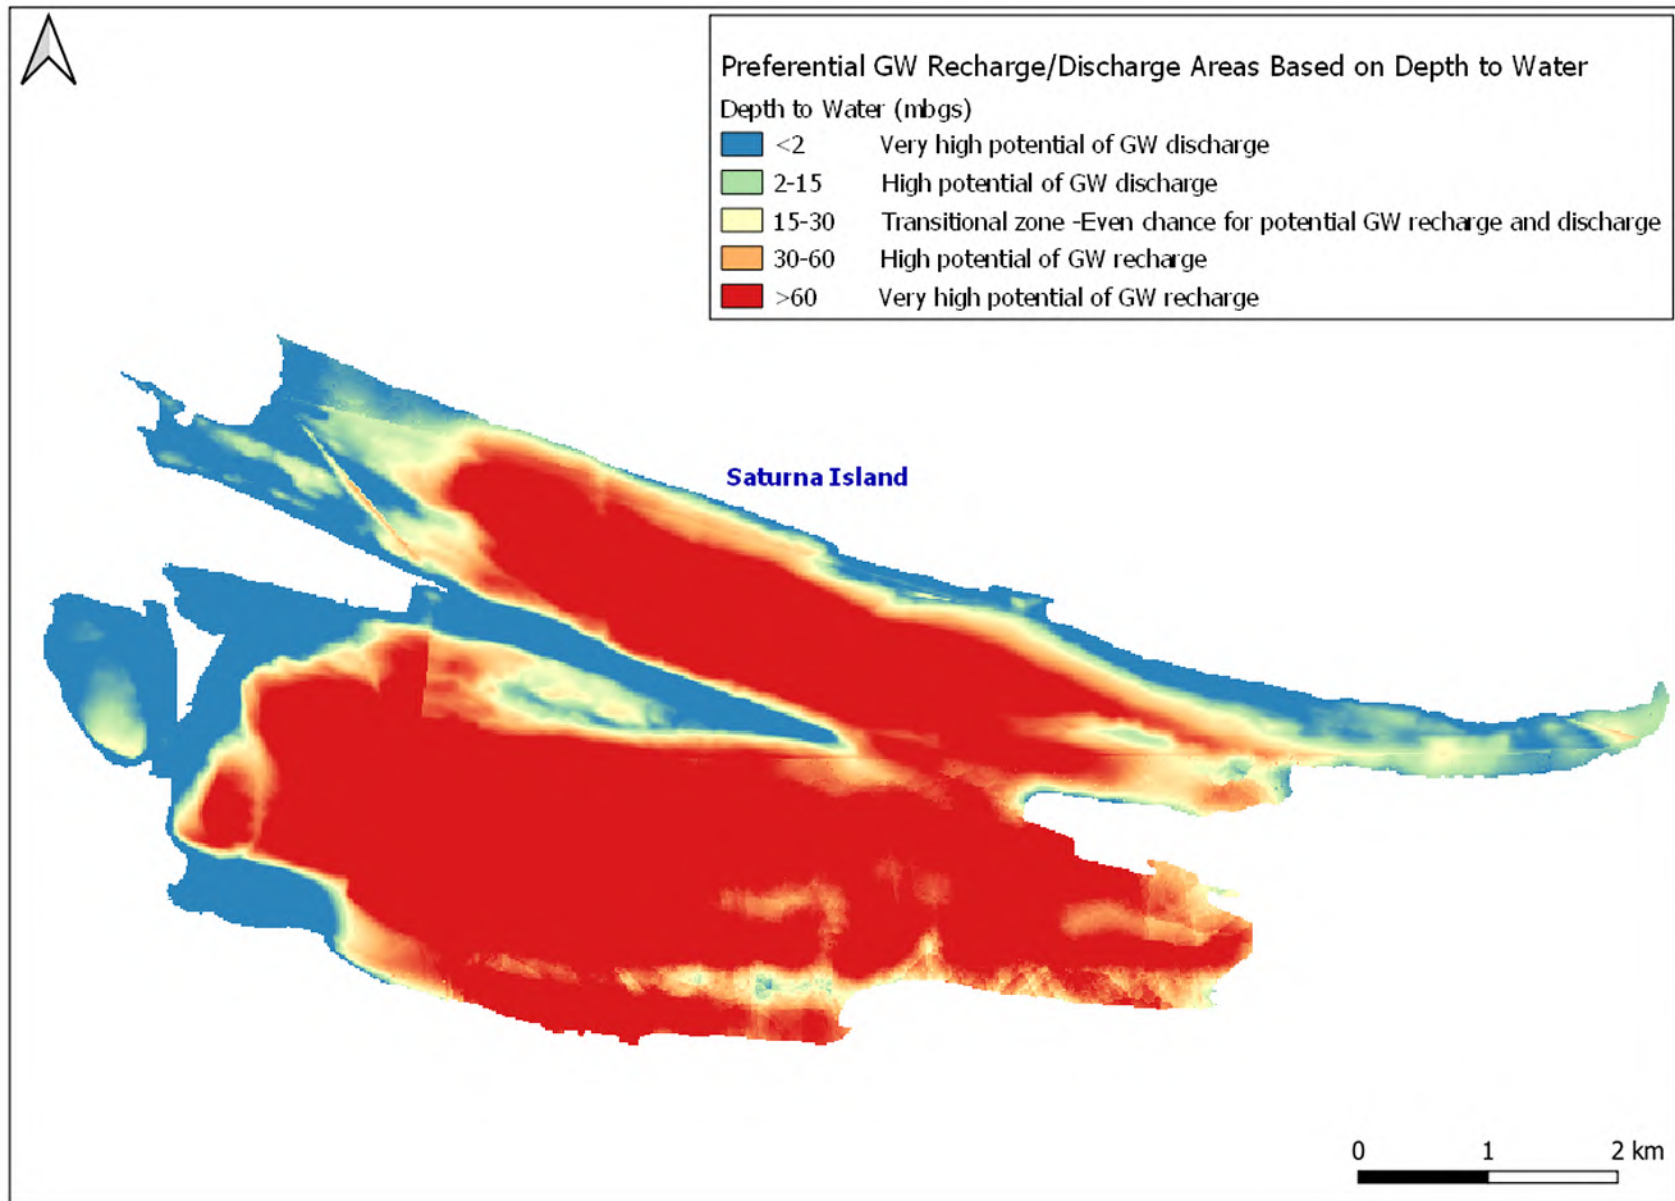 Preferential GW Recharge/Discharge Areas Based on Depth to Water
Depth to Water (mbgs)
<2 Very high potential of GW discharge
2-15 High potential of GW discharge
15-30 Transitional zone -Even chance for potential GW recharge and discharge
30-60 High potential of GW recharge
>60 Very high potential of GW recharge
Saturna Island
0 1 2 km